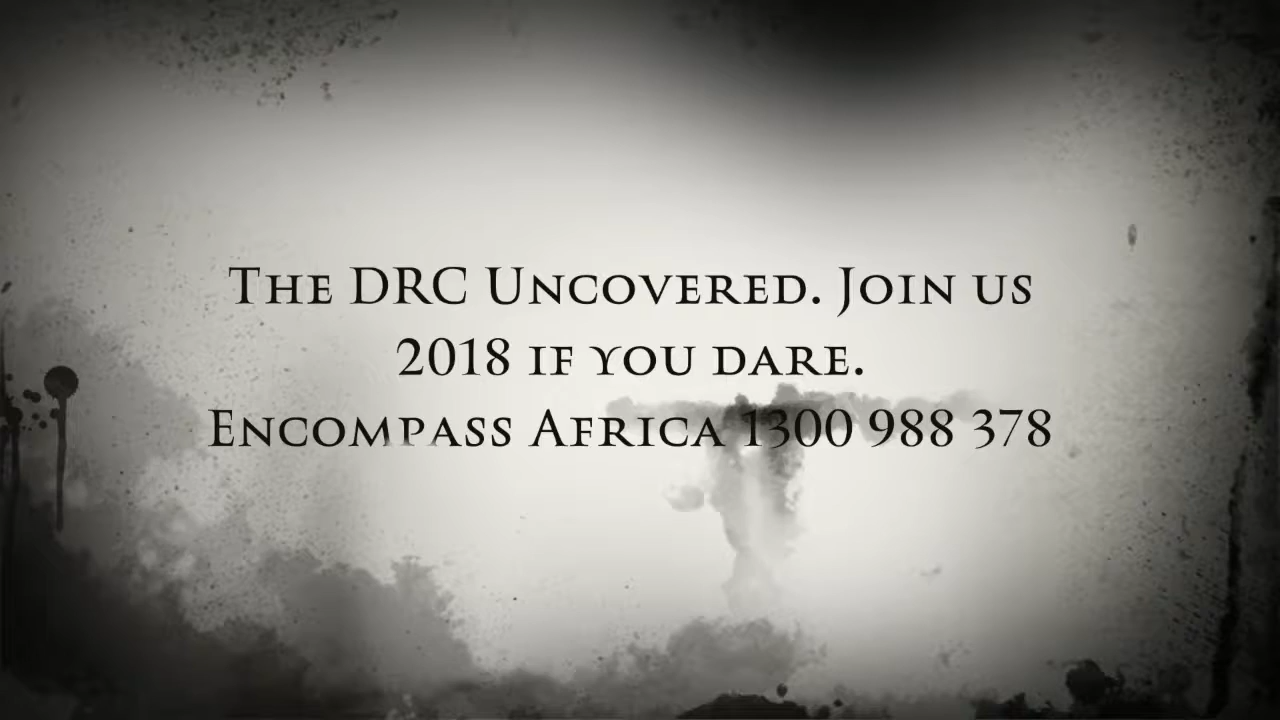 The DRC Uncovered. Join us
2018 if you dare.
Encompass Africa 1300 988 378